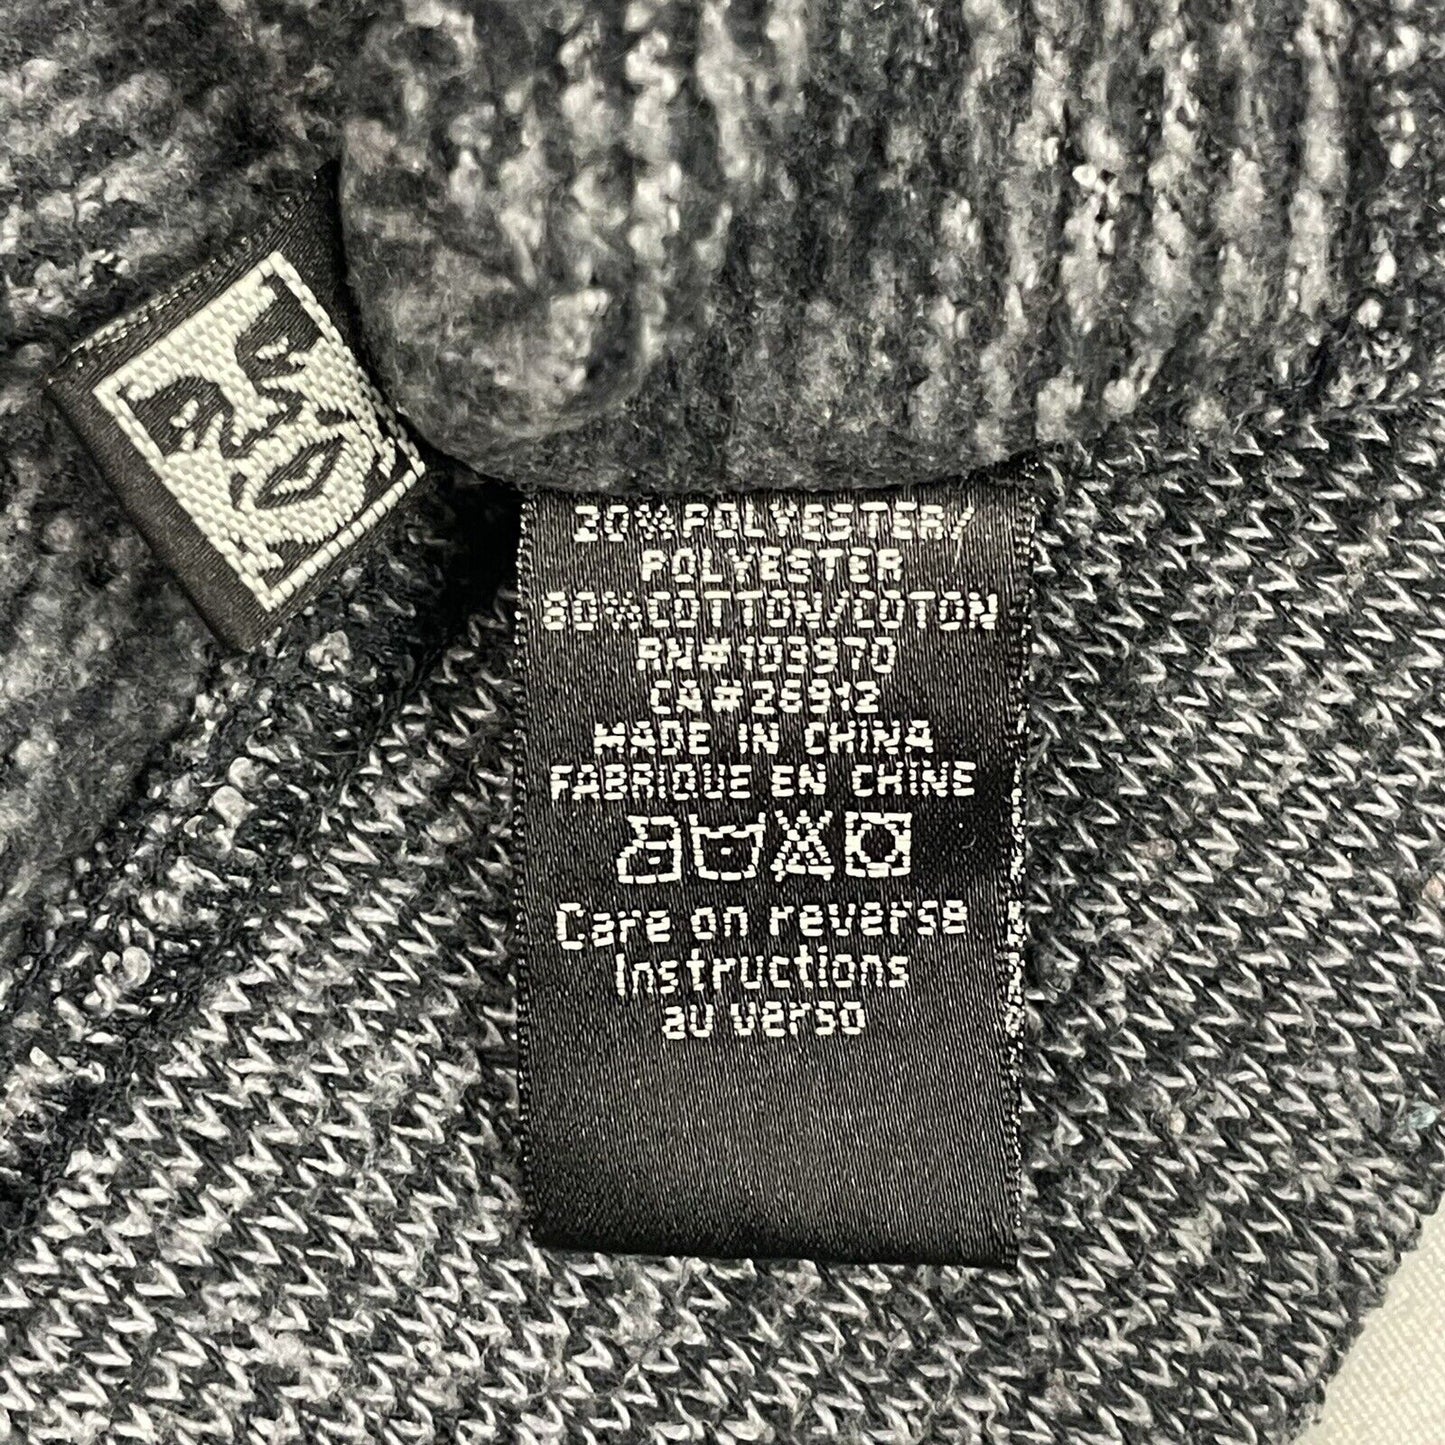 20% POLYESTER/
POLYESTER
80% COTTON/COTON
RN#103970
CA#26912
MADE IN CHINA
FABRIQUE EN CHINE
Care on reverse
Instructions
au verso